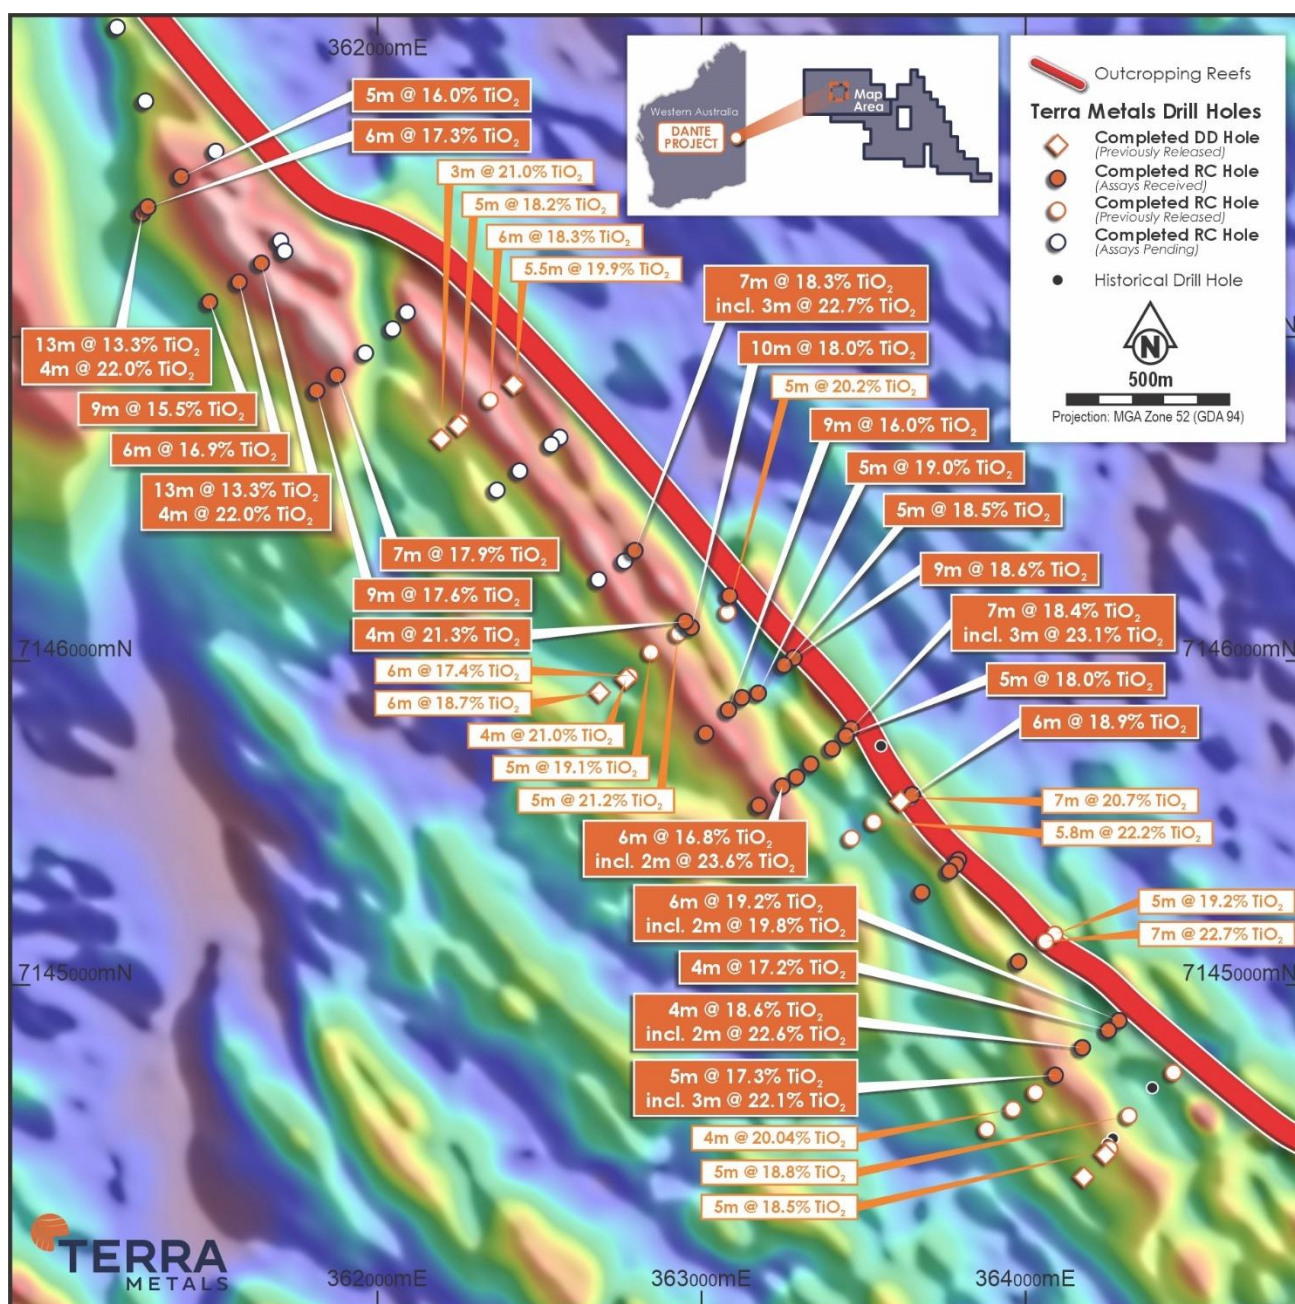 362000mE
5m @ 16.0% TiO2
6m @ 17.3% TiO2
3m @ 21.0% TiO2
5m @ 18.2% TiO2
6m @ 18.3% TiO2
5.5m @ 19.9% TiO2
Western Australia
DANTE
PROJECT
Map
Area
Outcropping Reefs
Terra Metals Drill Holes
Completed DD Hole
(Previously Released)
Completed RC Hole
(Assays Received)
Completed RC Hole
(Previously Released)
Completed RC Hole
(Assays Pending)
Historical Drill Hole
N
500m
Projection: MGA Zone 52 (GDA 94)
7m @ 18.3% TiO2
incl. 3m @ 22.7% TiO2
10m @ 18.0% TiO2
5m @ 20.2% TiO2
9m @ 16.0% TiO2
5m @ 19.0% TiO2
5m @ 18.5% TiO2
9m @ 18.6% TiO2
7m @ 18.4% TiO2
incl. 3m @ 23.1% TiO2
5m @ 18.0% TiO2
6m @ 18.9% TiO2
13m @ 13.3% TiO2
4m @ 22.0% TiO2
9m @ 15.5% TiO2
6m @ 16.9% TiO2
13m @ 13.3% TiO2
4m @ 22.0% TiO2
7m @ 17.9% TiO2
9m @ 17.6% TiO2
4m @ 21.3% TiO2
7146000mN
7146000mN
6m @ 17.4% TiO2
6m @ 18.7% TiO2
4m @ 21.0% TiO2
5m @ 19.1% TiO2
5m @ 21.2% TiO2
7m @ 20.7% TiO2
5.8m @ 22.2% TiO2
6m @ 16.8% TiO2
incl. 2m @ 23.6% TiO2
6m @ 19.2% TiO2
incl. 2m @ 19.8% TiO2
5m @ 19.2% TiO2
7m @ 22.7% TiO2
4m @ 17.2% TiO2
7145000mN
7145000mN
4m @ 18.6% TiO2
incl. 2m @ 22.6% TiO2
5m @ 17.3% TiO2
incl. 3m @ 22.1% TiO2
4m @ 20.04% TiO2
5m @ 18.8% TiO2
5m @ 18.5% TiO2
TERRA
METALS
362000mE
363000mE
364000mE